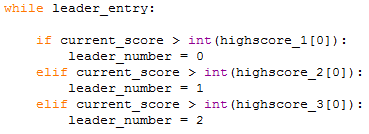 while leader_entry:
if current_score > int(highscore_1[0]):
leader_number = 0
elif current_score > int(highscore_2[0]):
leader_number = 1
elif current_score > int(highscore_3[0]):
leader_number = 2